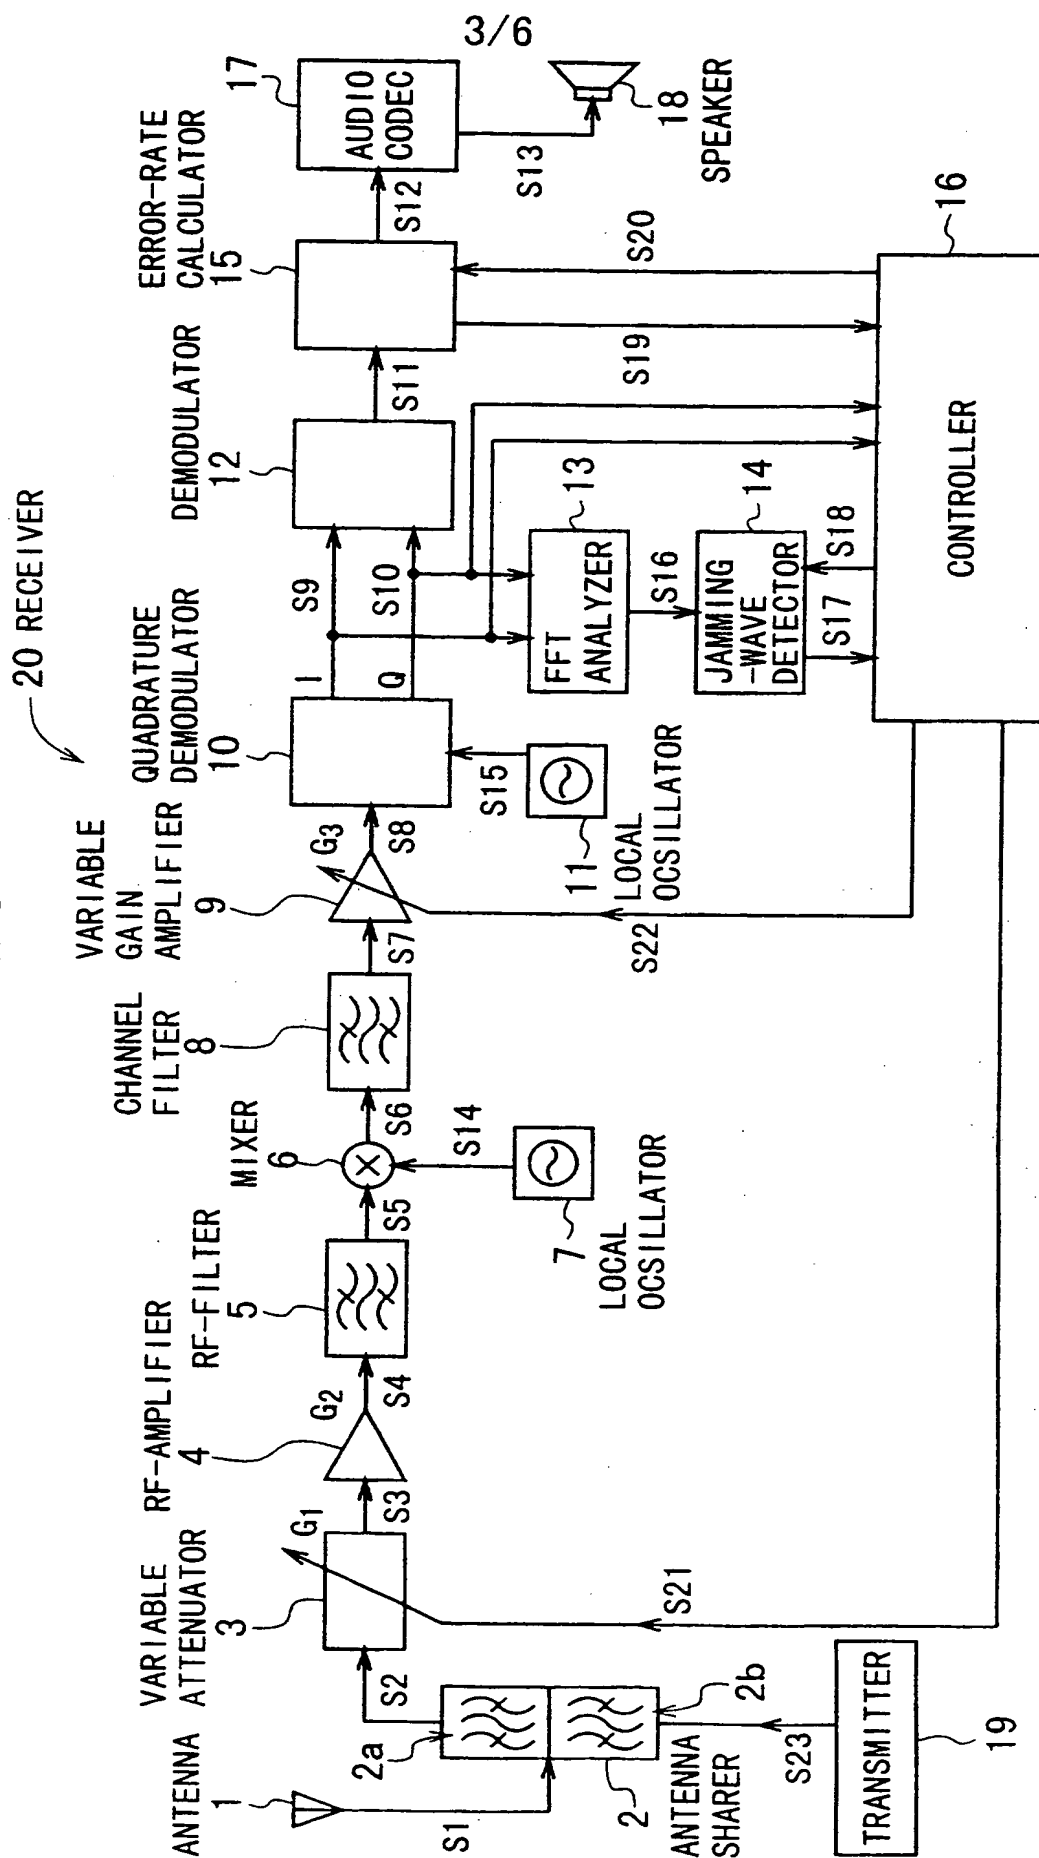 3/6
20 RECEIVER
ANTENNA
1
S1
2a
2
2b
ANTENNA
SHARER
S23
TRANSMITTER
19
S2
VARIABLE
ATTENUATOR
3
G1
S21
S3
RF-AMPLIFIER
4
G2
S4
RF-FILTER
5
S5
MIXER
6
S14
7
LOCAL
OCSILLATOR
S6
CHANNEL
FILTER
8
S7
VARIABLE
GAIN
AMPLIFIER
9
G3
S22
S8
QUADRATURE
DEMODULATOR
10
S15
11
LOCAL
OCSILLATOR
I
Q
S9
S10
FFT
ANALYZER
13
S16
JAMMING
-WAVE
DETECTOR
14
S17
S18
DEMODULATOR
12
S11
ERROR-RATE
CALCULATOR
15
S19
S20
S12
17
AUDIO
CODEC
S13
18
SPEAKER
CONTROLLER
16